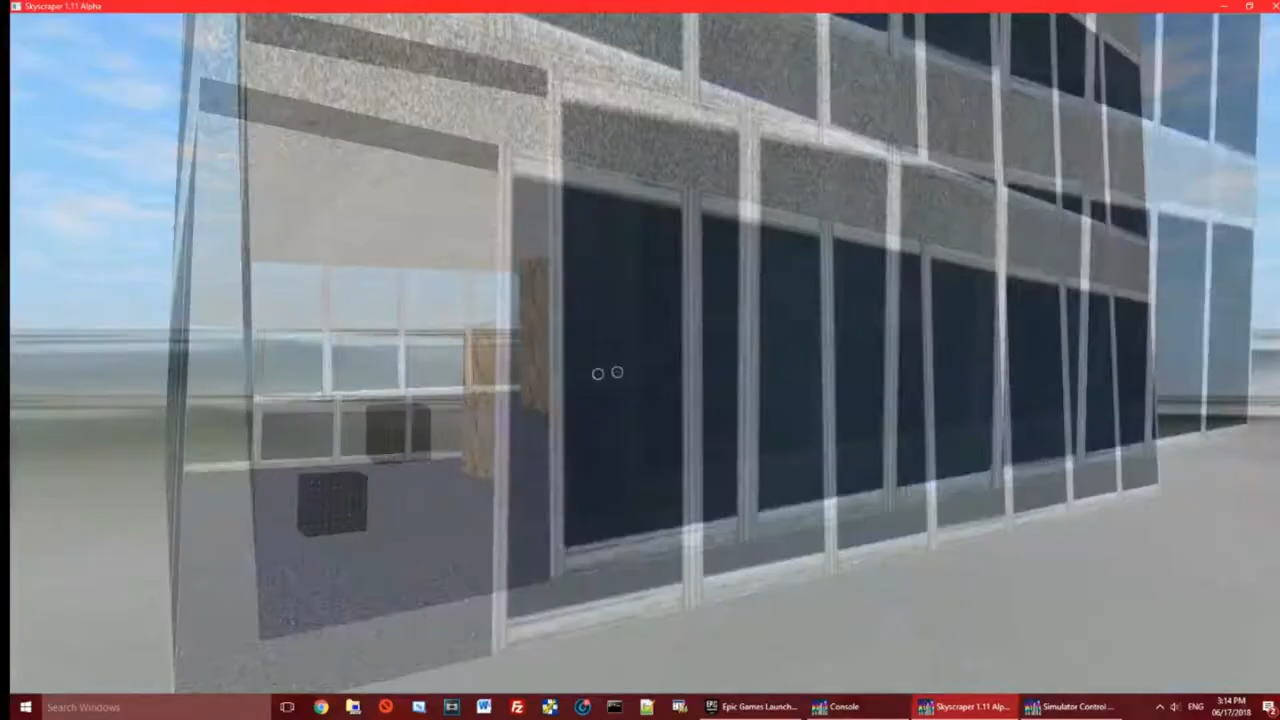 Skyscraper 1.11 Alpha
Search Windows
Epic Games Launch...
Console
Skyscraper 1.11 Alp...
Simulator Control ...
3:14 PM
06/17/2018